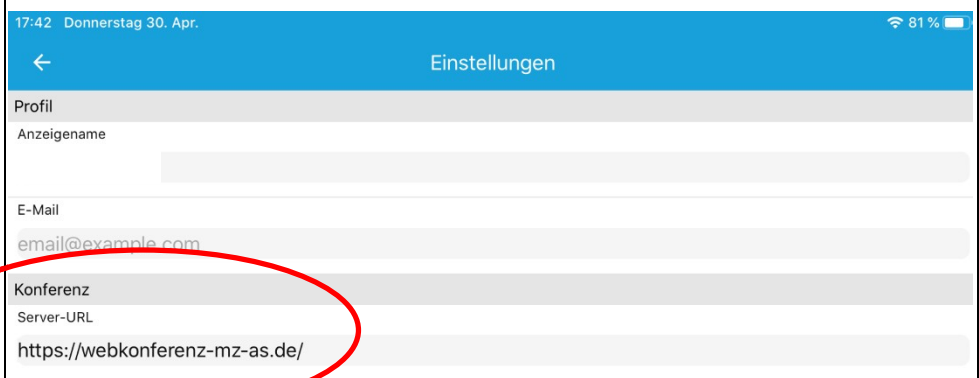 17:42 Donnerstag 30. Apr. 81 %
Einstellungen
Profil
Anzeigename
E-Mail
email@example.com
Konferenz
Server-URL
https://webkonferenz-mz-as.de/